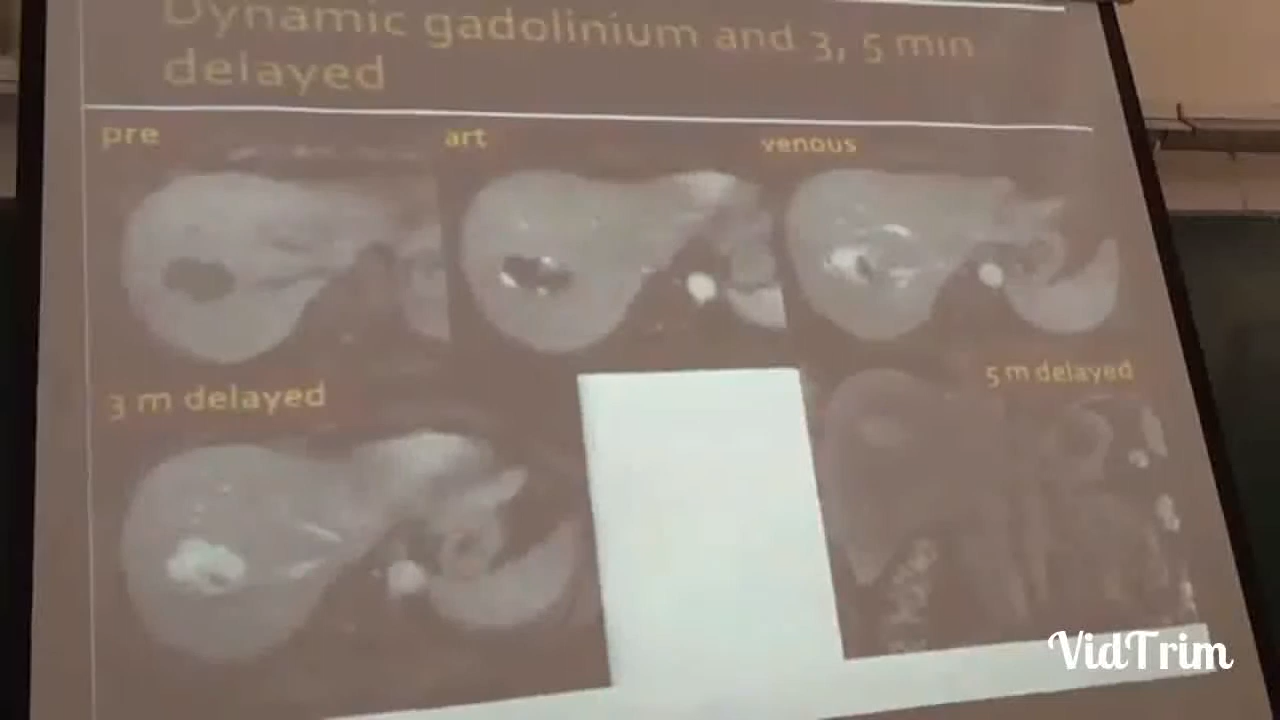 Dynamic gadolinium and 3, 5 min
delayed
pre
art
venous
3 m delayed
5 m delayed
VidTrim